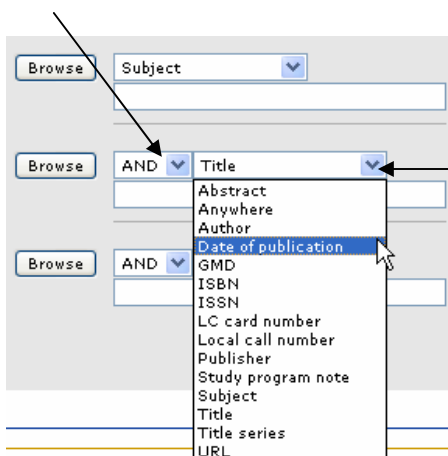 Browse Subject
Browse AND Title
Abstract
Anywhere
Author
Date of publication
Browse AND GMD
ISBN
ISSN
LC card number
Local call number
Publisher
Study program note
Subject
Title
Title series
URL